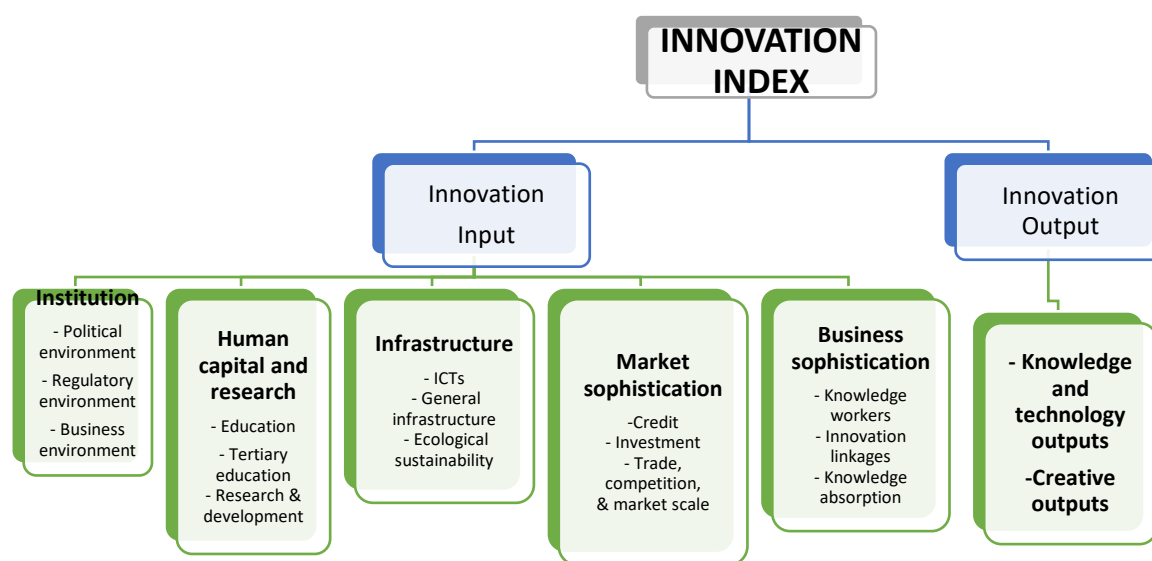 INNOVATION
INDEX
Innovation
Input
Innovation
Output
Institution
- Political
environment
- Regulatory
environment
- Business
environment
Human
capital and
research
- Education
- Tertiary
education
- Research &
development
Infrastructure
- ICTs
- General
infrastructure
- Ecological
sustainability
Market
sophistication
-Credit
- Investment
- Trade,
competition,
& market scale
Business
sophistication
- Knowledge
workers
- Innovation
linkages
- Knowledge
absorption
- Knowledge
and
technology
outputs
-Creative
outputs